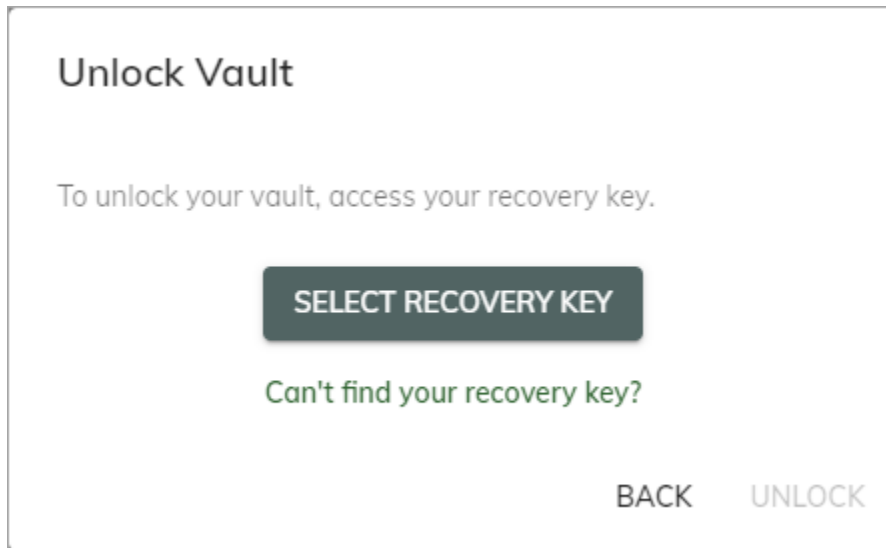 Unlock Vault
To unlock your vault, access your recovery key.
SELECT RECOVERY KEY
Can't find your recovery key?
BACK UNLOCK